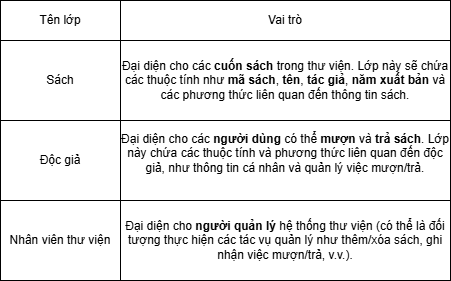 Tên lớp
Vai trò
Sách
Đại diện cho các cuốn sách trong thư viện. Lớp này sẽ chứa
các thuộc tính như mã sách, tên, tác giả, năm xuất bản và
các phương thức liên quan đến thông tin sách.
Độc giả
Đại diện cho các người dùng có thể mượn và trả sách. Lớp
này chứa các thuộc tính và phương thức liên quan đến độc
giả, như thông tin cá nhân và quản lý việc mượn/trả.
Nhân viên thư viện
Đại diện cho người quản lý hệ thống thư viện (có thể là đối
tượng thực hiện các tác vụ quản lý như thêm/xóa sách, ghi
nhận việc mượn/trả, v.v.).